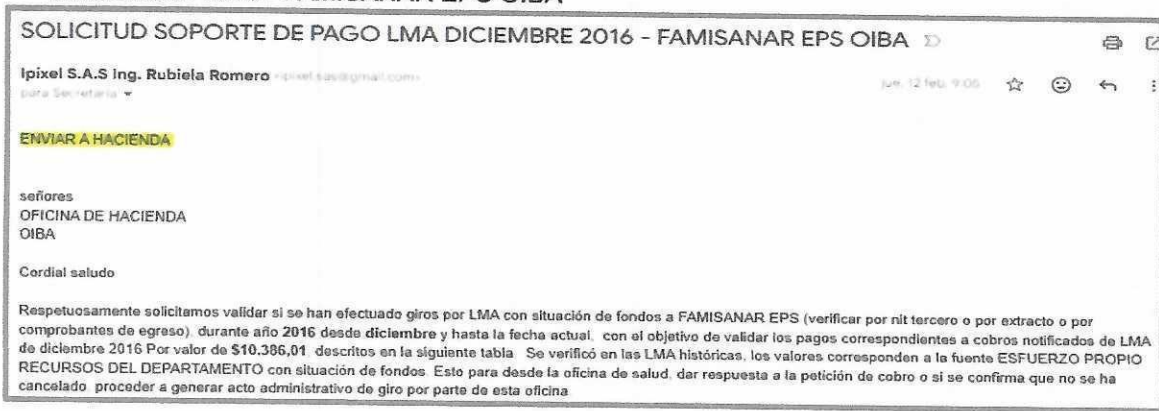 SOLICITUD SOPORTE DE PAGO LMA DICIEMBRE 2016 - FAMISANAR EPS OIBA
Ipixel S.A.S Ing. Rubiela Romero
para Secretaria
jue, 12 feb, 9:06
ENVIAR A HACIENDA
señores
OFICINA DE HACIENDA
OIBA
Cordial saludo
Respetuosamente solicitamos validar si se han efectuado giros por LMA con situación de fondos a FAMISANAR EPS (verificar por nit tercero o por extracto o por
comprobantes de egreso), durante año 2016 desde diciembre y hasta la fecha actual, con el objetivo de validar los pagos correspondientes a cobros notificados de LMA
de diciembre 2016 Por valor de $10.386,01, descritos en la siguiente tabla Se verificó en las LMA históricas, los valores corresponden a la fuente ESFUERZO PROPIO
RECURSOS DEL DEPARTAMENTO con situación de fondos Esto para desde la oficina de salud, dar respuesta a la petición de cobro o si se confirma que no se ha
cancelado proceder a generar acto administrativo de giro por parte de esta oficina